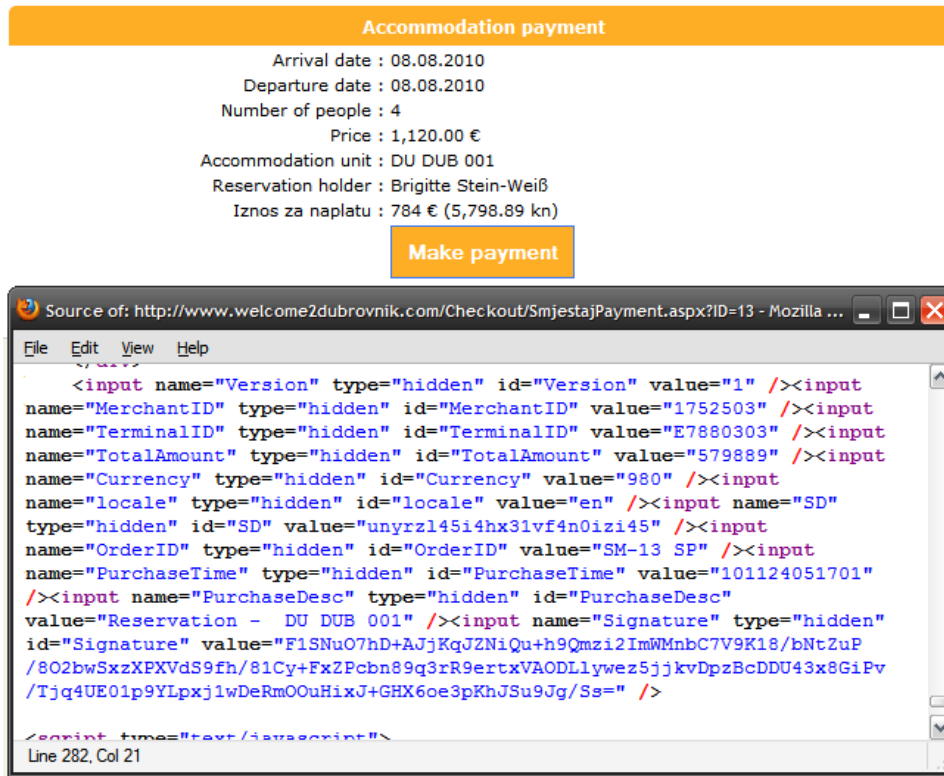 Accommodation payment
Arrival date : 08.08.2010
Departure date : 08.08.2010
Number of people : 4
Price : 1,120.00 €
Accommodation unit : DU DUB 001
Reservation holder : Brigitte Stein-Weiß
Iznos za naplatu : 784 € (5,798.89 kn)
Make payment
Source of: http://www.welcome2dubrovnik.com/Checkout/SmjestajPayment.aspx?ID=13 - Mozilla ...
File Edit View Help
</div>
<input name="Version" type="hidden" id="Version" value="1" /><input
name="MerchantID" type="hidden" id="MerchantID" value="1752503" /><input
name="TerminalID" type="hidden" id="TerminalID" value="E7880303" /><input
name="TotalAmount" type="hidden" id="TotalAmount" value="579889" /><input
name="Currency" type="hidden" id="Currency" value="980" /><input
name="locale" type="hidden" id="locale" value="en" /><input name="SD"
type="hidden" id="SD" value="unyrzl45i4hx31vf4n0izi45" /><input
name="OrderID" type="hidden" id="OrderID" value="SM-13 SP" /><input
name="PurchaseTime" type="hidden" id="PurchaseTime" value="101124051701"
/><input name="PurchaseDesc" type="hidden" id="PurchaseDesc"
value="Reservation -  DU DUB 001" /><input name="Signature" type="hidden"
id="Signature" value="F1SNuO7hD+AJjKqJZNiQu+h9Qmzi2ImWMnbC7V9K18/bNtZuP
/8O2bwSxzXPXVdS9fh/81Cy+FxZPcbn89q3rR9ertxVAODLlywez5jjkvDpzBcDDU43x8GiPv
/Tjq4UE01p9YLpxj1wDeRmOOuHixJ+GHX6oe3pKhJSu9Jg/Ss=" />
<script type="text/javascript">
Line 282, Col 21